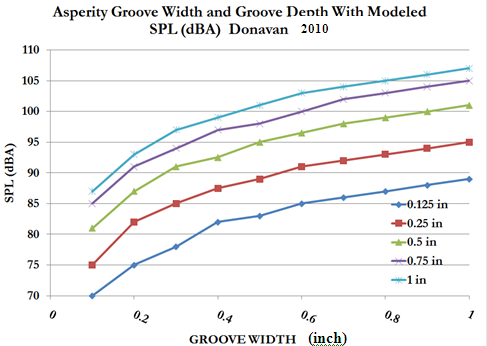 Asperity Groove Width and Groove Depth With Modeled
SPL (dBA) Donavan 2010
110
105
100
95
90
85
80
75
70
SPL (dBA)
0.125 in
0.25 in
0.5 in
0.75 in
1 in
0
0.2
0.4
0.6
0.8
1
GROOVE WIDTH (inch)